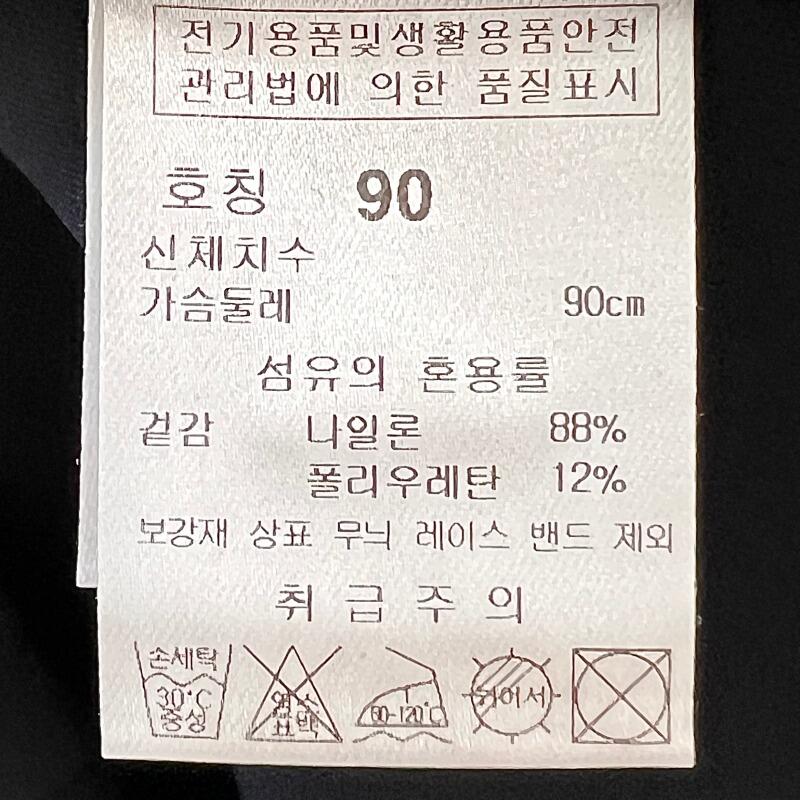 전기용품및생활용품안전
관리법에 의한 품질표시
호칭 90
신체치수
가슴둘레 90cm
섬유의 혼용률
겉감 나일론 88%
폴리우레탄 12%
보강재 상표 무늬 레이스 밴드 제외
취급주의
손세탁
30°C
중성
염소
표백
80-120°C
뉘어서